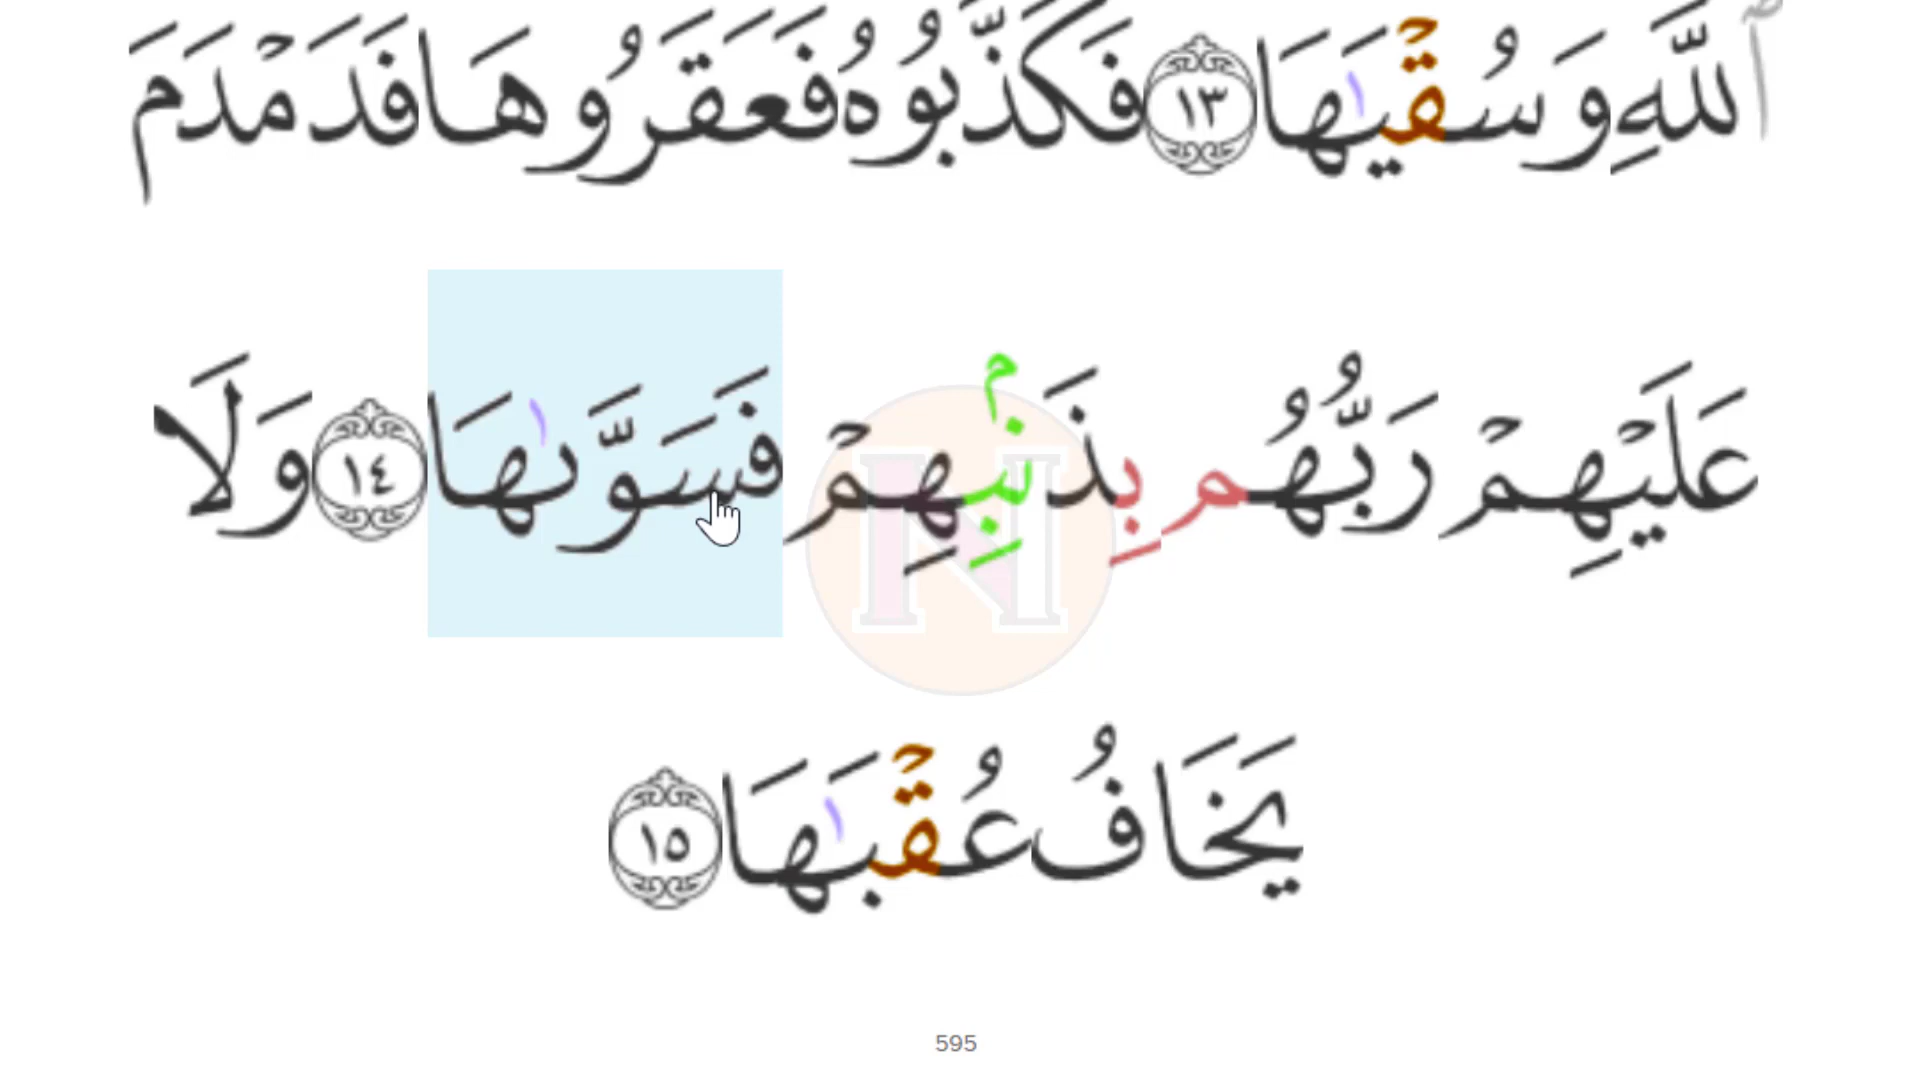 ٱللَّهِ وَسُقۡيَٰهَا ١٣ فَكَذَّبُوهُ فَعَقَرُوهَا فَدَمۡدَمَ
عَلَيۡهِمۡ رَبُّهُم بِذَنۢبِهِمۡ فَسَوَّىٰهَا ١٤ وَلَا
يَخَافُ عُقۡبَٰهَا ١٥
N
595